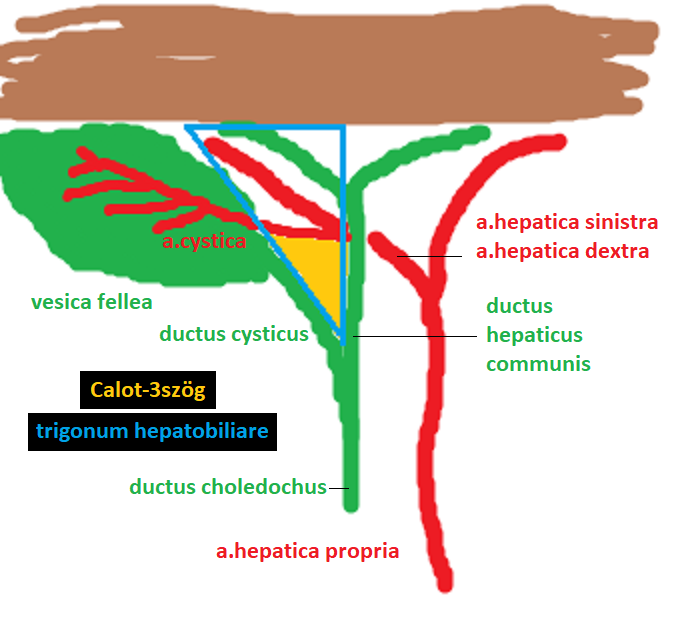 a.hepatica sinistra
a.cystica
a.hepatica dextra
vesica fellea
ductus
hepaticus
communis
ductus cysticus
Calot-3szög
trigonum hepatobiliare
ductus choledochus
a.hepatica propria